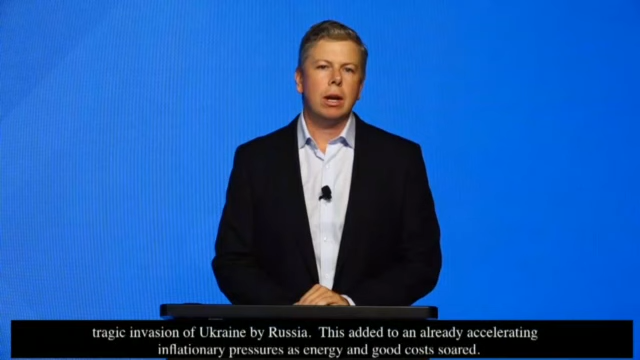 tragic invasion of Ukraine by Russia.  This added to an already accelerating
inflationary pressures as energy and good costs soared.